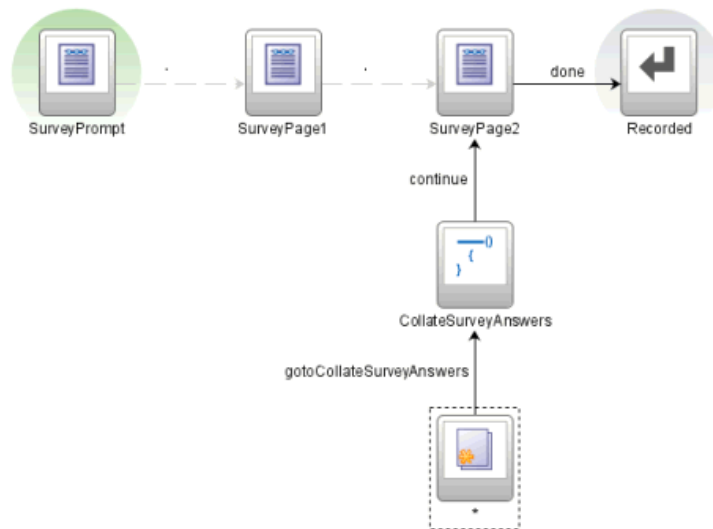 done
SurveyPrompt
SurveyPage1
SurveyPage2
Recorded
continue
{}
()
CollateSurveyAnswers
gotoCollateSurveyAnswers
*